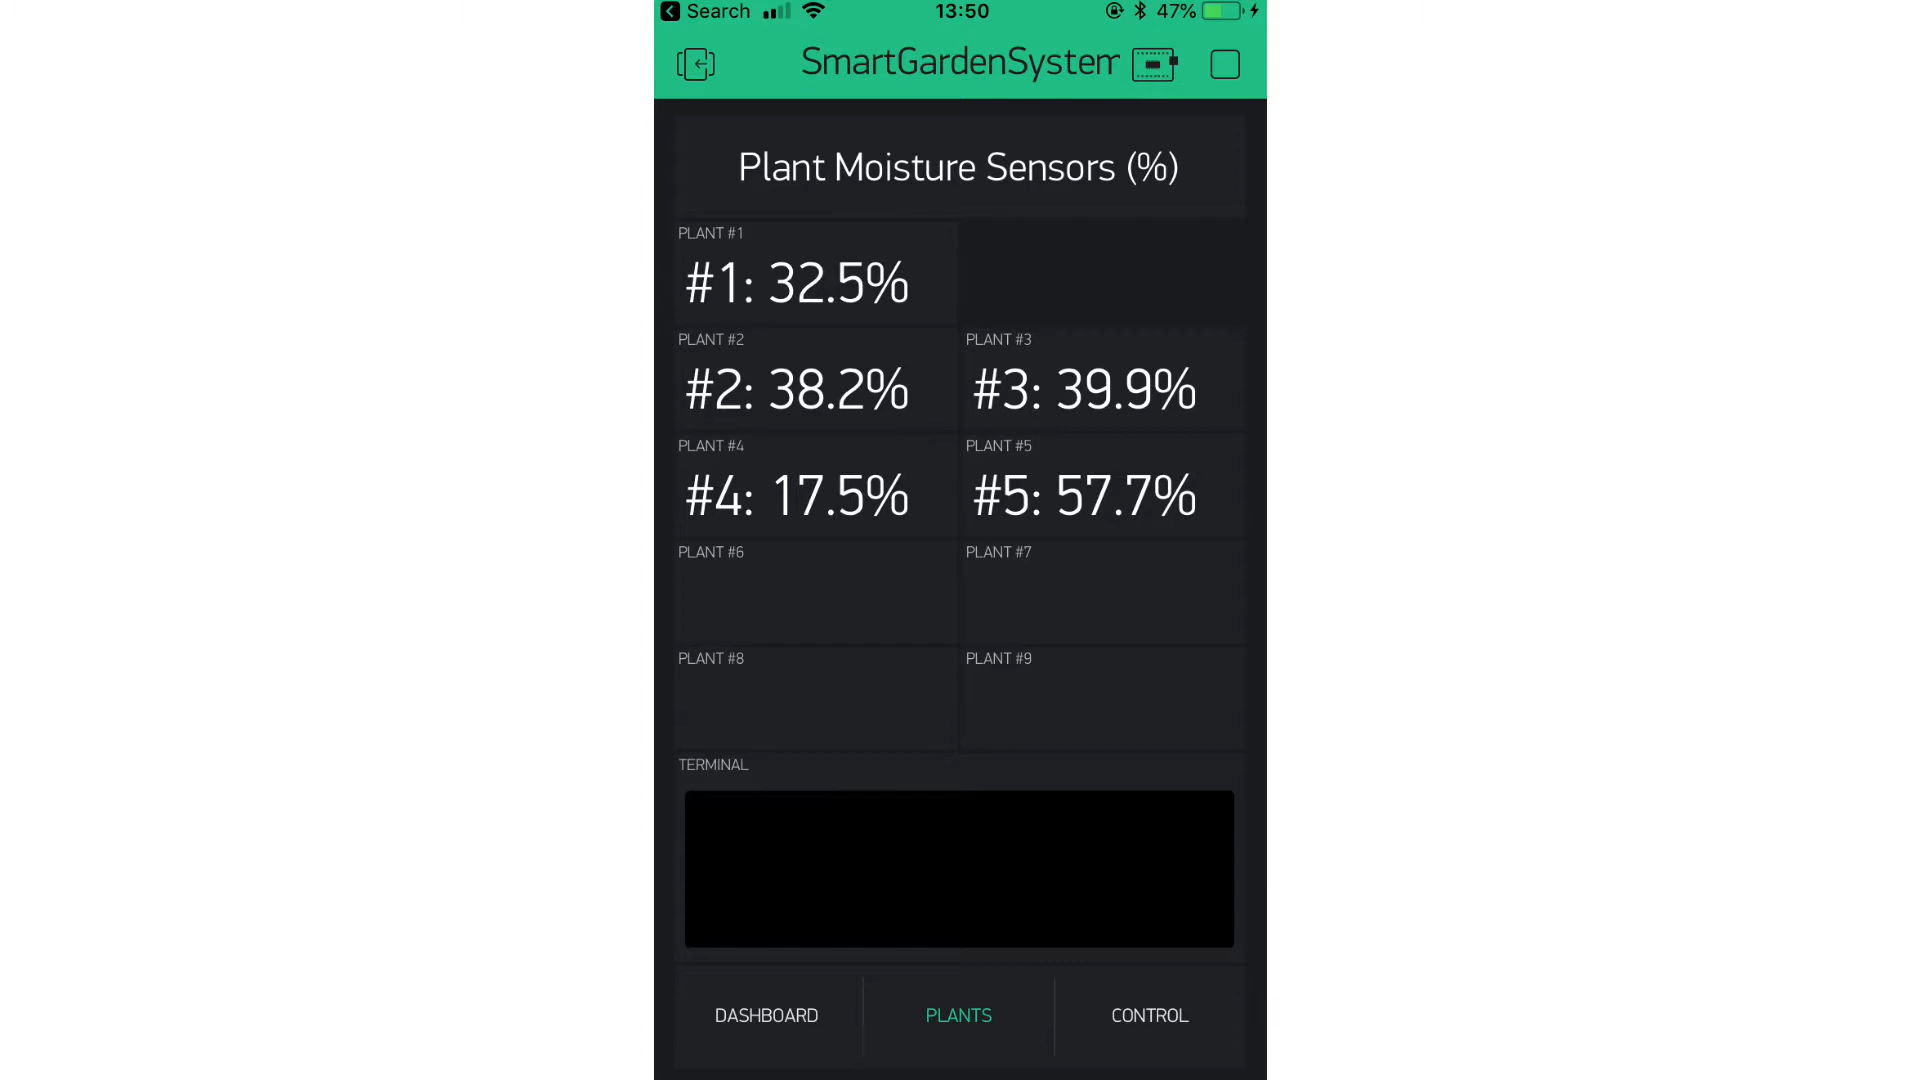 Search 13:50 47%
SmartGardenSystem
Plant Moisture Sensors (%)
PLANT #1
#1: 32.5%
PLANT #2 PLANT #3
#2: 38.2% #3: 39.9%
PLANT #4 PLANT #5
#4: 17.5% #5: 57.7%
PLANT #6 PLANT #7
PLANT #8 PLANT #9
TERMINAL
DASHBOARD PLANTS CONTROL